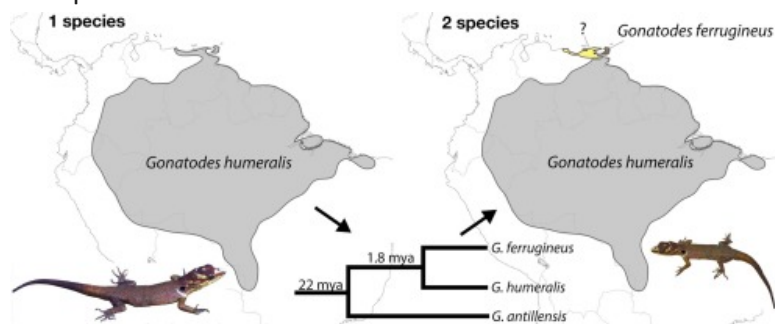 1 species
2 species
?
Gonatodes ferrugineus
Gonatodes humeralis
Gonatodes humeralis
1.8 mya
G. ferrugineus
22 mya
G. humeralis
G. antillensis